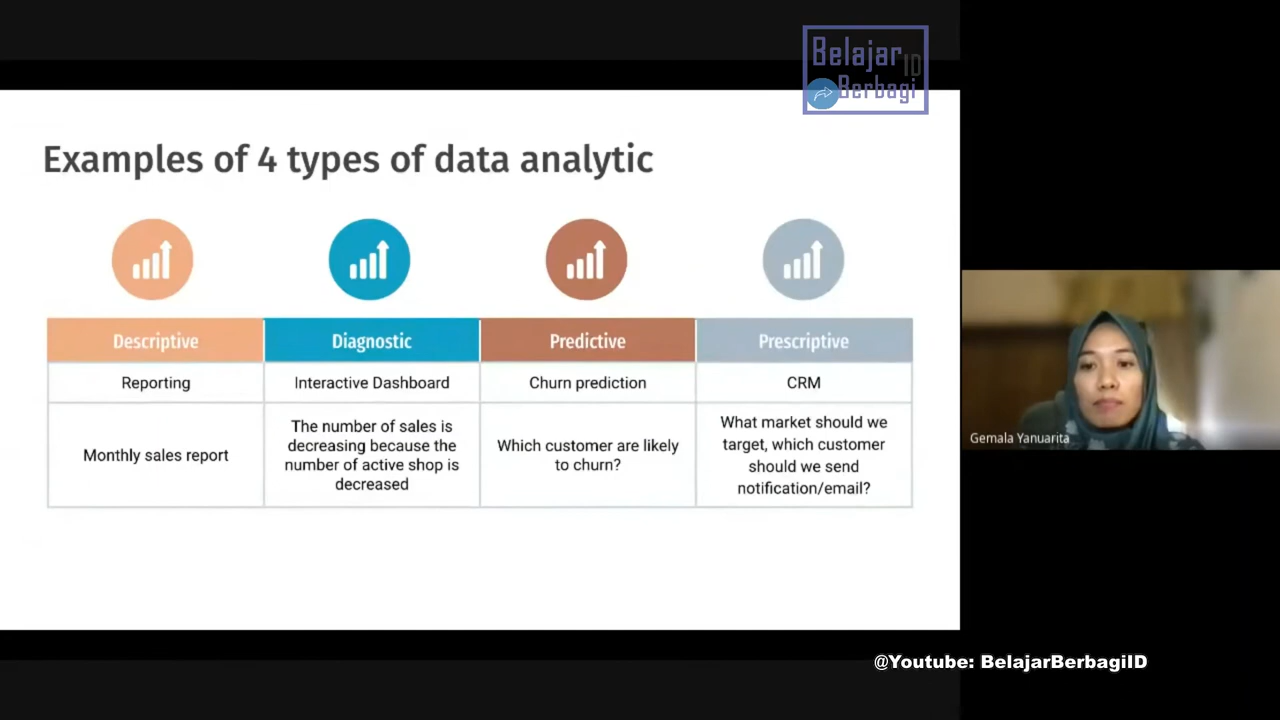 Belajar ID
Berbagi
Examples of 4 types of data analytic
Descriptive
Diagnostic
Predictive
Prescriptive
Reporting
Interactive Dashboard
Churn prediction
CRM
Monthly sales report
The number of sales is
decreasing because the
number of active shop is
decreased
Which customer are likely
to churn?
What market should we
target, which customer
should we send
notification/email?
Gemala Yanuarita
@Youtube: BelajarBerbagiID